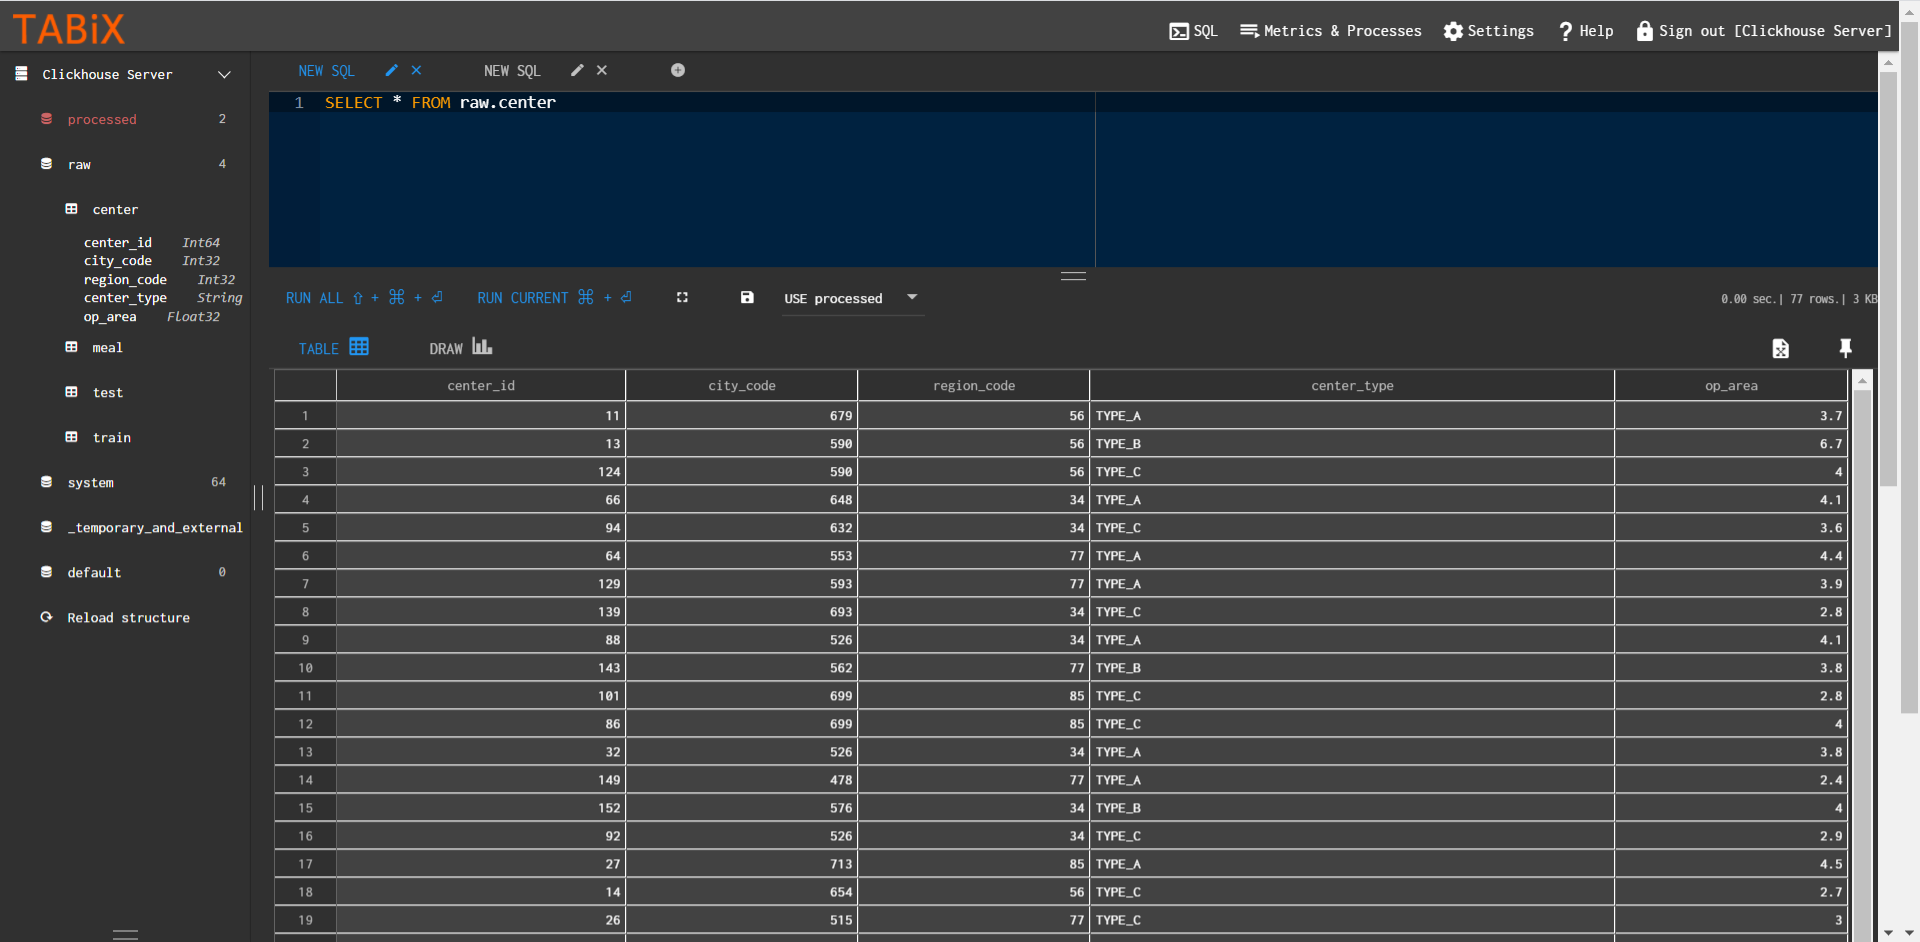 TABiX
SQL Metrics & Processes Settings Help Sign out [Clickhouse Server]
Clickhouse Server
processed 2
raw 4
center
center_id Int64
city_code Int32
region_code Int32
center_type String
op_area Float32
meal
test
train
system 64
_temporary_and_external
default 0
Reload structure
NEW SQL NEW SQL
1 SELECT * FROM raw.center
RUN ALL ⇧ + ⌘ + ⏎ RUN CURRENT ⌘ + ⏎ USE processed 0.00 sec.| 77 rows.| 3 KB
TABLE DRAW
center_id city_code region_code center_type op_area
1 11 679 56 TYPE_A 3.7
2 13 590 56 TYPE_B 6.7
3 124 590 56 TYPE_C 4
4 66 648 34 TYPE_A 4.1
5 94 632 34 TYPE_C 3.6
6 64 553 77 TYPE_A 4.4
7 129 593 77 TYPE_A 3.9
8 139 693 34 TYPE_C 2.8
9 88 526 34 TYPE_A 4.1
10 143 562 77 TYPE_B 3.8
11 101 699 85 TYPE_C 2.8
12 86 699 85 TYPE_C 4
13 32 526 34 TYPE_A 3.8
14 149 478 77 TYPE_A 2.4
15 152 576 34 TYPE_B 4
16 92 526 34 TYPE_C 2.9
17 27 713 85 TYPE_A 4.5
18 14 654 56 TYPE_C 2.7
19 26 515 77 TYPE_C 3